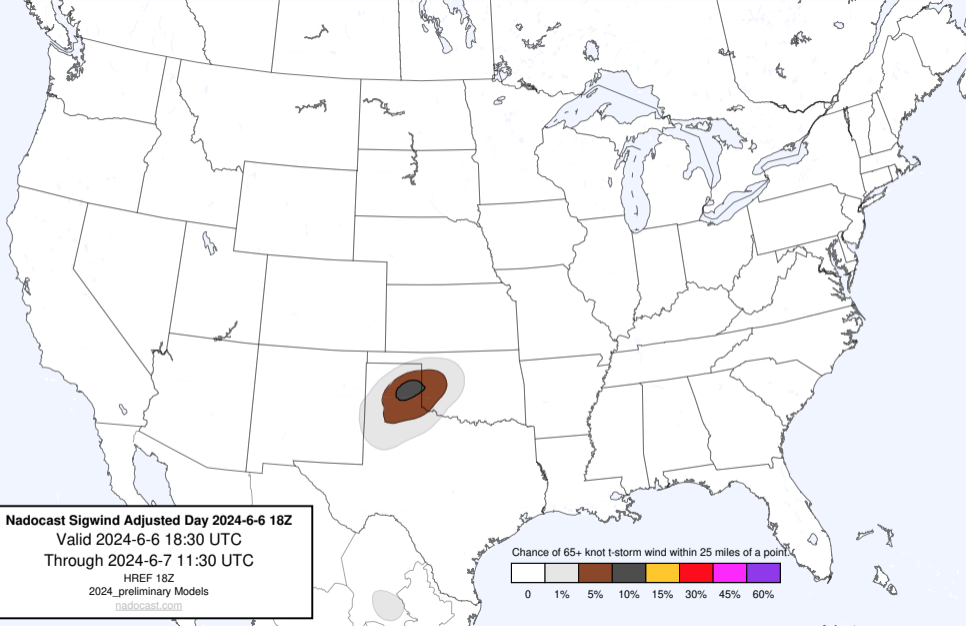 Nadocast Sigwind Adjusted Day 2024-6-6 18Z
Valid 2024-6-6 18:30 UTC
Through 2024-6-7 11:30 UTC
HREF 18Z
2024_preliminary Models
nadocast.com
Chance of 65+ knot t-storm wind within 25 miles of a point.
0 1% 5% 10% 15% 30% 45% 60%